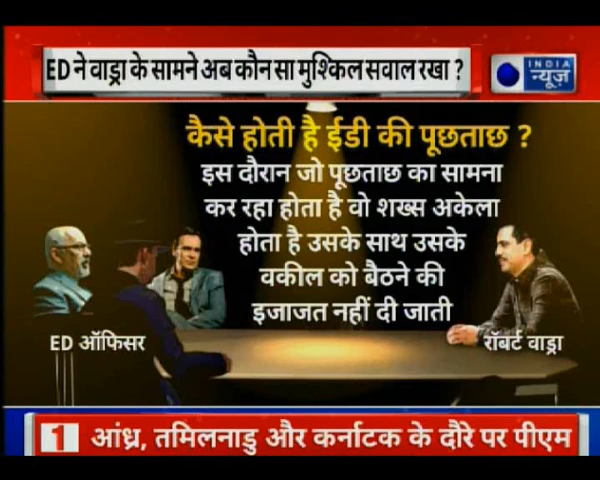 ED ने वाड्रा के सामने अब कौन सा मुश्किल सवाल रखा ?
INDIA
न्यूज़
कैसे होती है ईडी की पूछताछ ?
इस दौरान जो पूछताछ का सामना
कर रहा होता है वो शख्स अकेला
होता है उसके साथ उसके
वकील को बैठने की
इजाजत नहीं दी जाती
ED ऑफिसर
रॉबर्ट वाड्रा
1 आंध्र, तमिलनाडु और कर्नाटक के दौरे पर पीएम